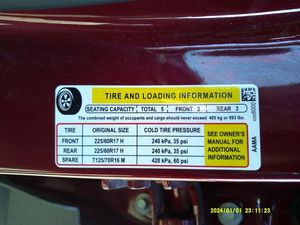 TIRE AND LOADING INFORMATION
SEATING CAPACITY TOTAL 5 FRONT 2 REAR 3
The combined weight of occupants and cargo should never exceed 405 kg or 893 lbs.
TIRE ORIGINAL SIZE COLD TIRE PRESSURE
FRONT 225/60R17 H 240 kPa, 35 psi
REAR 225/60R17 H 240 kPa, 35 psi
SPARE T125/70R16 M 420 kPa, 60 psi
SEE OWNER'S
MANUAL FOR
ADDITIONAL
INFORMATION
AAMA
2024/01/01 23:11:23